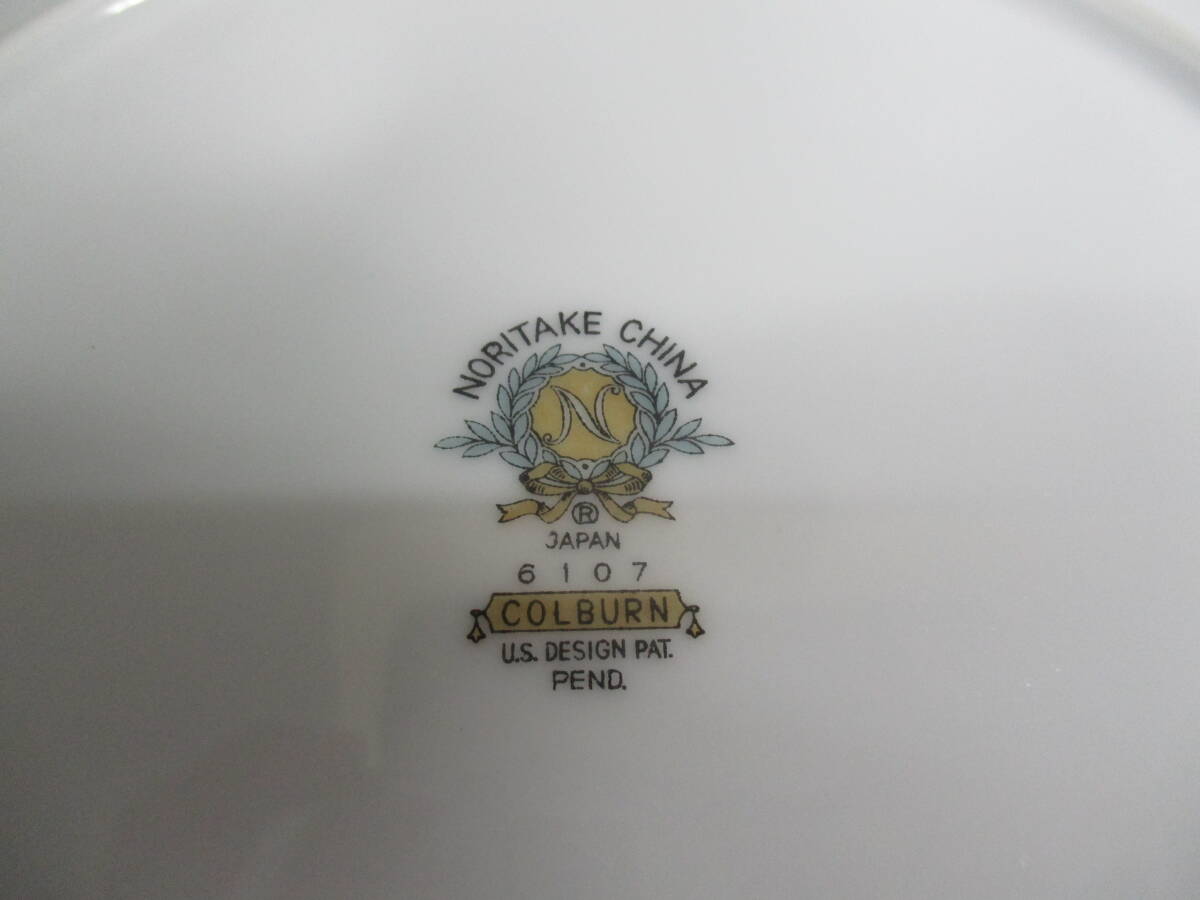 NORITAKE CHINA
N
®
JAPAN
6107
COLBURN
U.S. DESIGN PAT.
PEND.